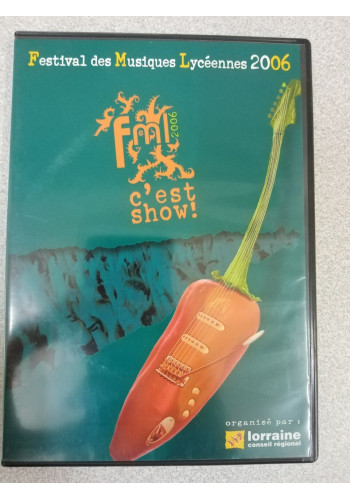 Festival des Musiques Lycéennes 2006
fml.2006
c'est
show!
organisé par :
lorraine
conseil régional